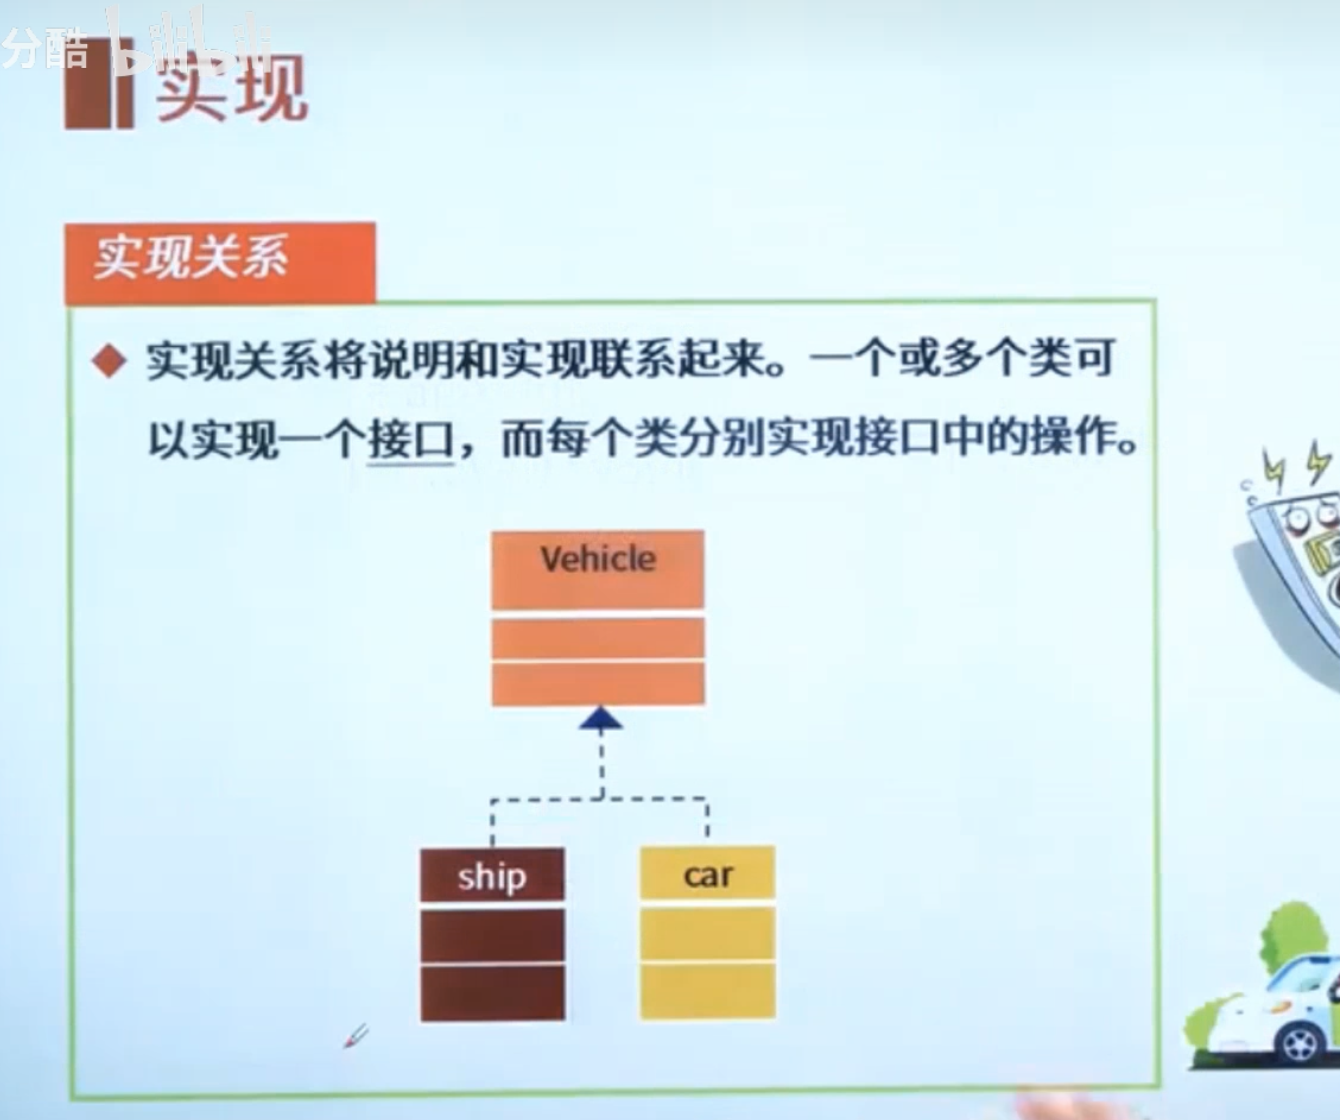 分酷 bilibili
实现
实现关系
实现关系将说明和实现联系起来。一个或多个类可
以实现一个接口，而每个类分别实现接口中的操作。
Vehicle
ship
car